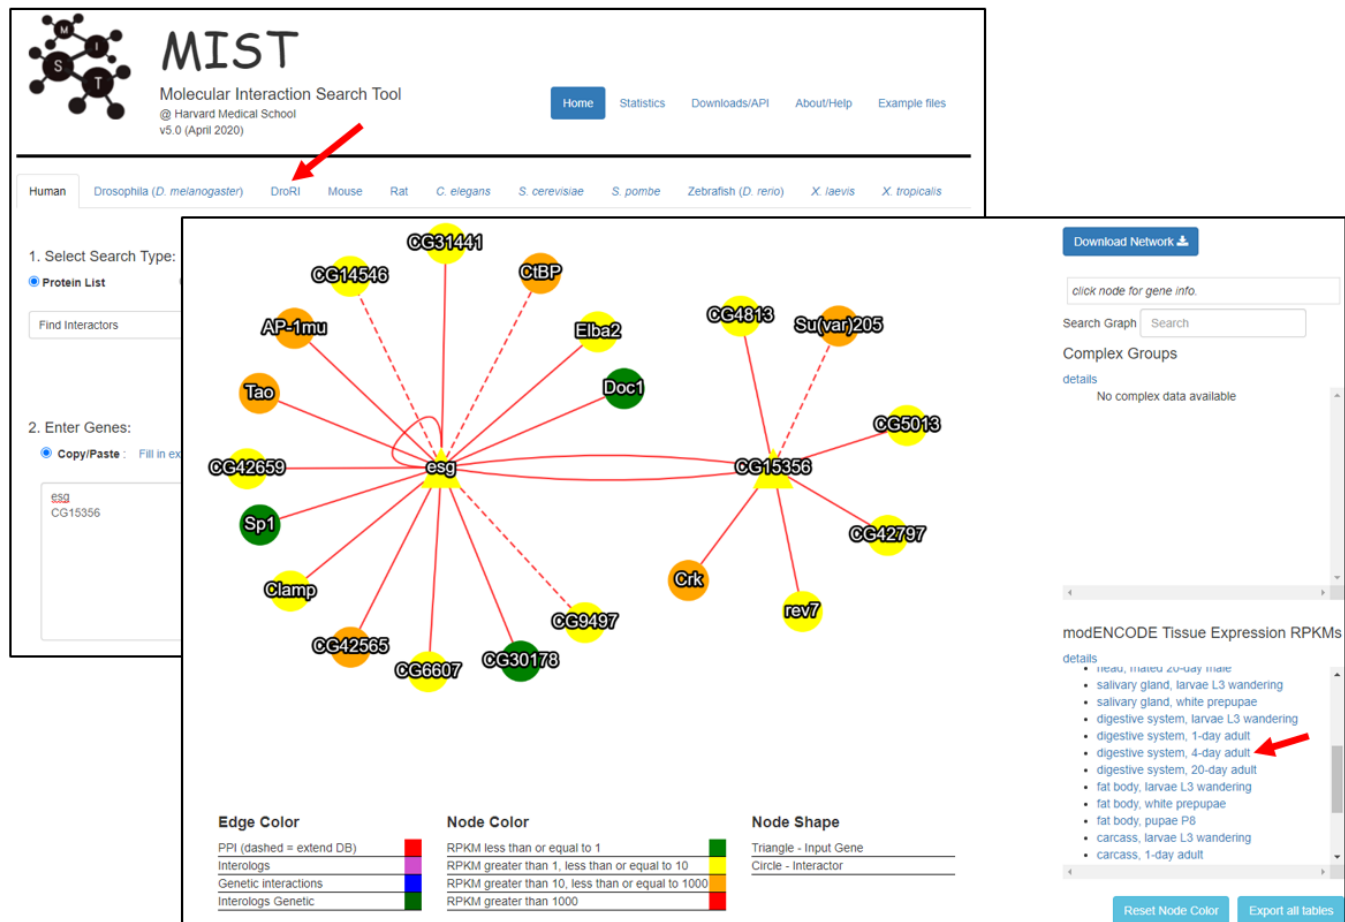 M
I
S
T
MIST
Molecular Interaction Search Tool
@ Harvard Medical School
v5.0 (April 2020)
Home Statistics Downloads/API About/Help Example files
Human Drosophila (D. melanogaster) DroRI Mouse Rat C. elegans S. cerevisiae S. pombe Zebrafish (D. rerio) X. laevis X. tropicalis
1. Select Search Type:
Protein List
Find Interactors
2. Enter Genes:
Copy/Paste : Fill in ex
esg
CG15356
CG31441
CG14546
CtBP
AP-1mu
Elba2
Tao
Doc1
CG42659
esg
Sp1
Clamp
CG42565
CG6607
CG30178
CG9497
CG4813
Su(var)205
CG5013
CG15356
CG42797
Crk
rev7
Download Network
click node for gene info.
Search Graph Search
Complex Groups
details
No complex data available
modENCODE Tissue Expression RPKMs
details
head, mated 20-day male
salivary gland, larvae L3 wandering
salivary gland, white prepupae
digestive system, larvae L3 wandering
digestive system, 1-day adult
digestive system, 4-day adult
digestive system, 20-day adult
fat body, larvae L3 wandering
fat body, white prepupae
fat body, pupae P8
carcass, larvae L3 wandering
carcass, 1-day adult
Reset Node Color Export all tables
Edge Color
PPI (dashed = extend DB)
Interologs
Genetic interactions
Interologs Genetic
Node Color
RPKM less than or equal to 1
RPKM greater than 1, less than or equal to 10
RPKM greater than 10, less than or equal to 1000
RPKM greater than 1000
Node Shape
Triangle - Input Gene
Circle - Interactor